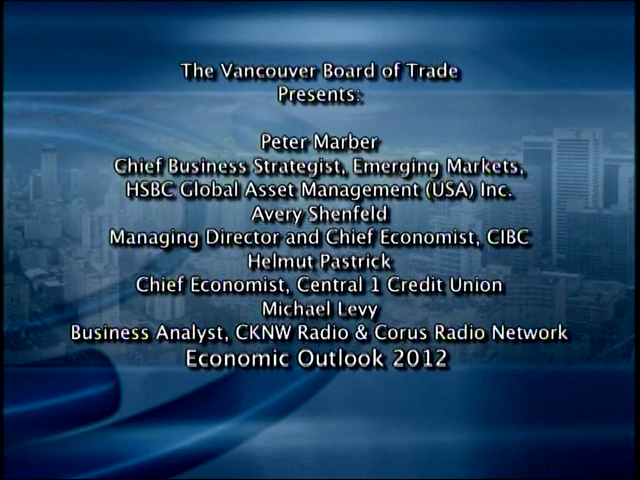 The Vancouver Board of Trade
Presents:
Peter Marber
Chief Business Strategist, Emerging Markets,
HSBC Global Asset Management (USA) Inc.
Avery Shenfeld
Managing Director and Chief Economist, CIBC
Helmut Pastrick
Chief Economist, Central 1 Credit Union
Michael Levy
Business Analyst, CKNW Radio & Corus Radio Network
Economic Outlook 2012